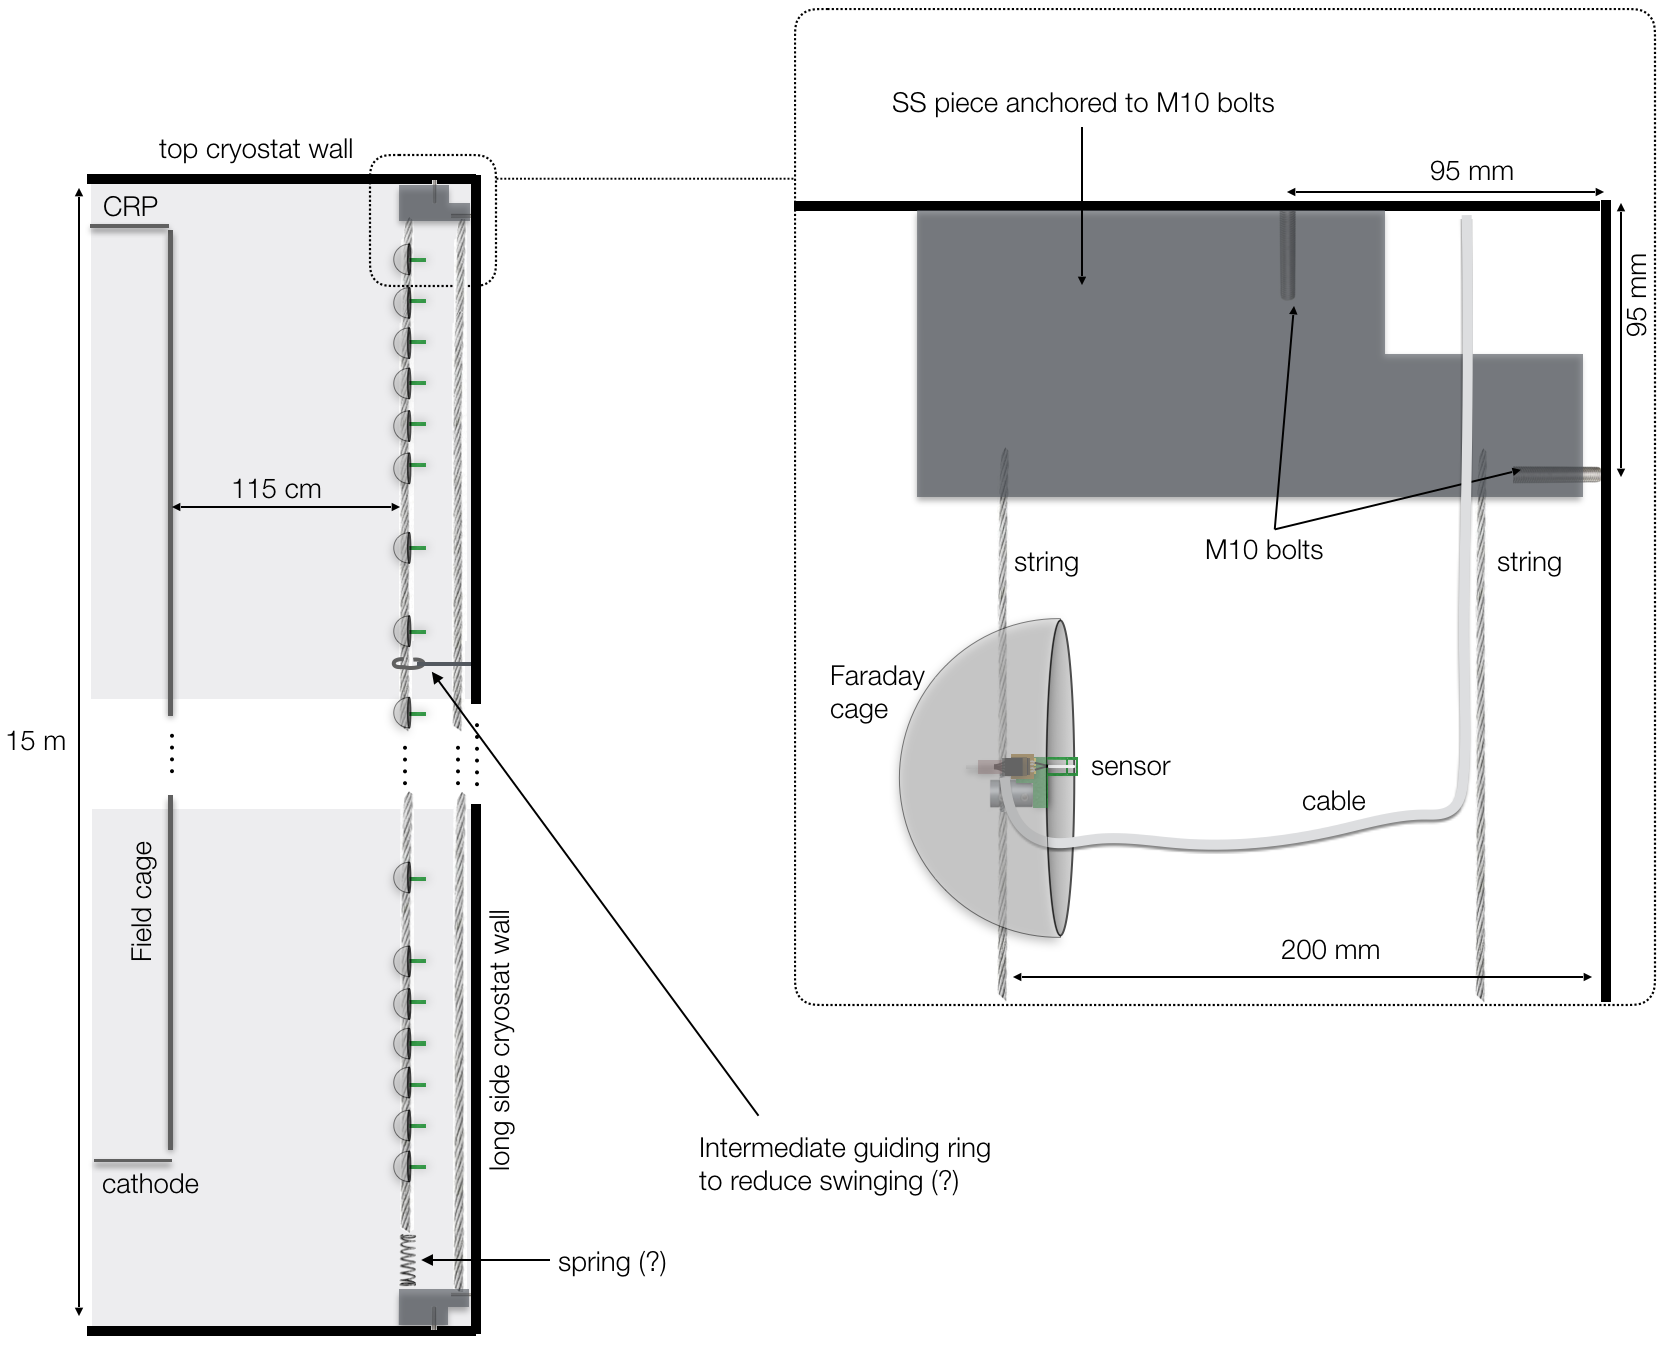 top cryostat wall
CRP
115 cm
15 m
Field cage
long side cryostat wall
cathode
spring (?)
Intermediate guiding ring
to reduce swinging (?)
SS piece anchored to M10 bolts
95 mm
95 mm
M10 bolts
string
string
Faraday
cage
sensor
cable
200 mm